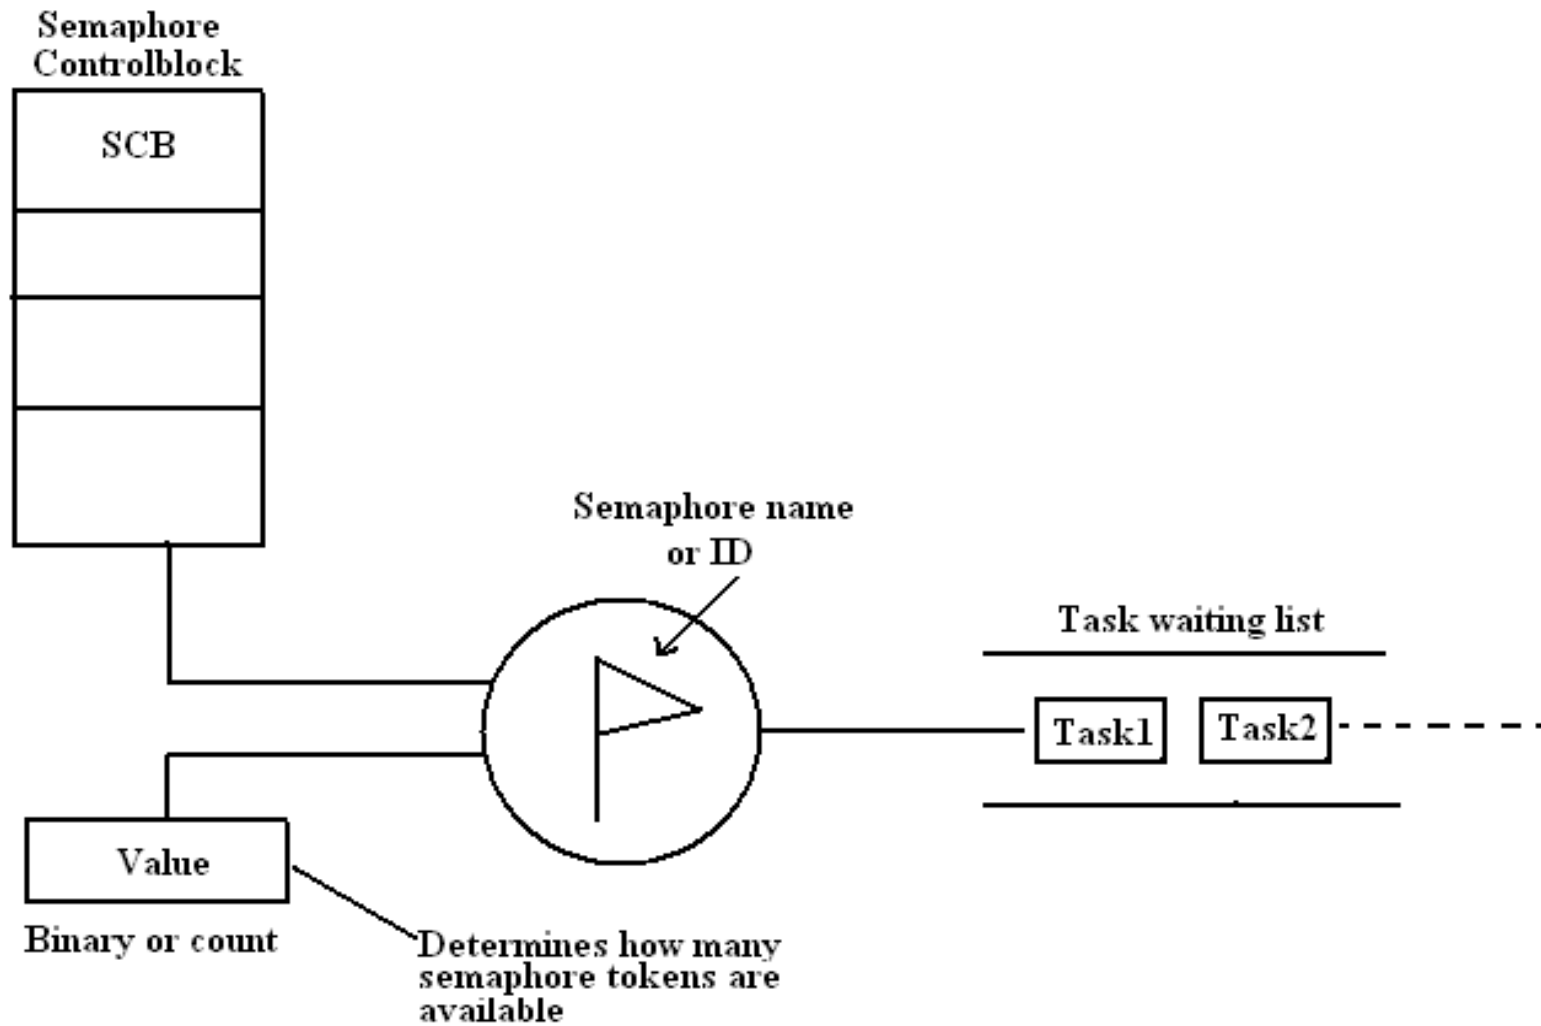 Semaphore
Controlblock
SCB
Semaphore name
or ID
Task waiting list
Task1
Task2
Value
Binary or count
Determines how many
semaphore tokens are
available